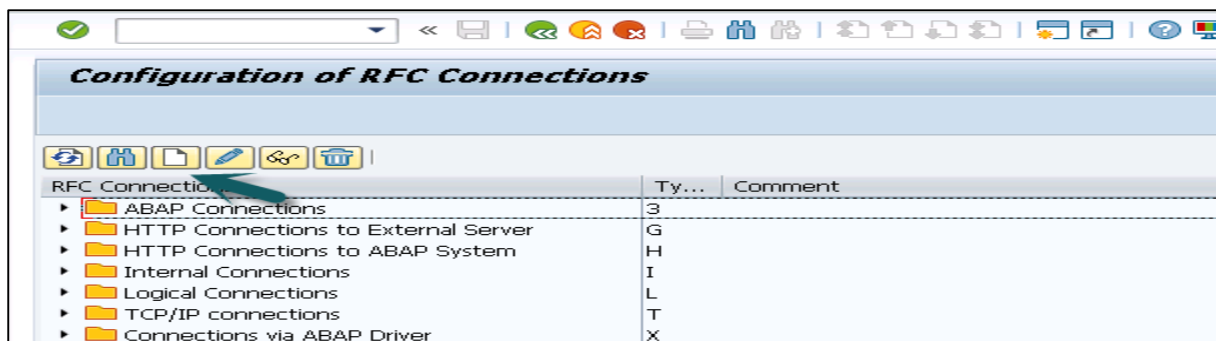 Configuration of RFC Connections
RFC Connection Ty... Comment
ABAP Connections 3
HTTP Connections to External Server G
HTTP Connections to ABAP System H
Internal Connections I
Logical Connections L
TCP/IP connections T
Connections via ABAP Driver X